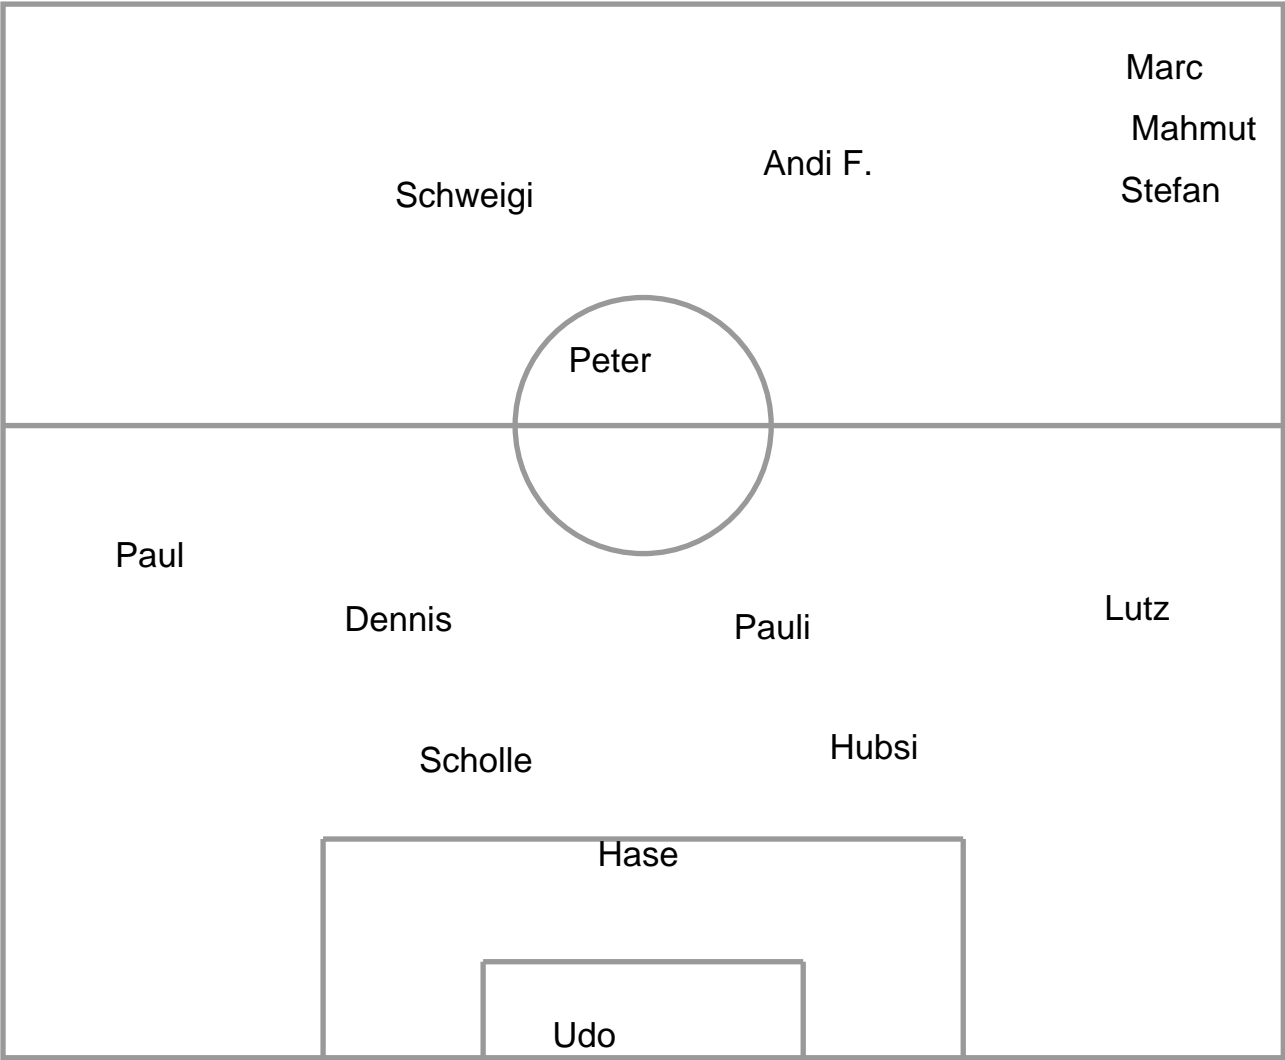 Marc
Mahmut
Andi F.
Stefan
Schweigi
Peter
Paul
Lutz
Dennis
Pauli
Hubsi
Scholle
Hase
Udo